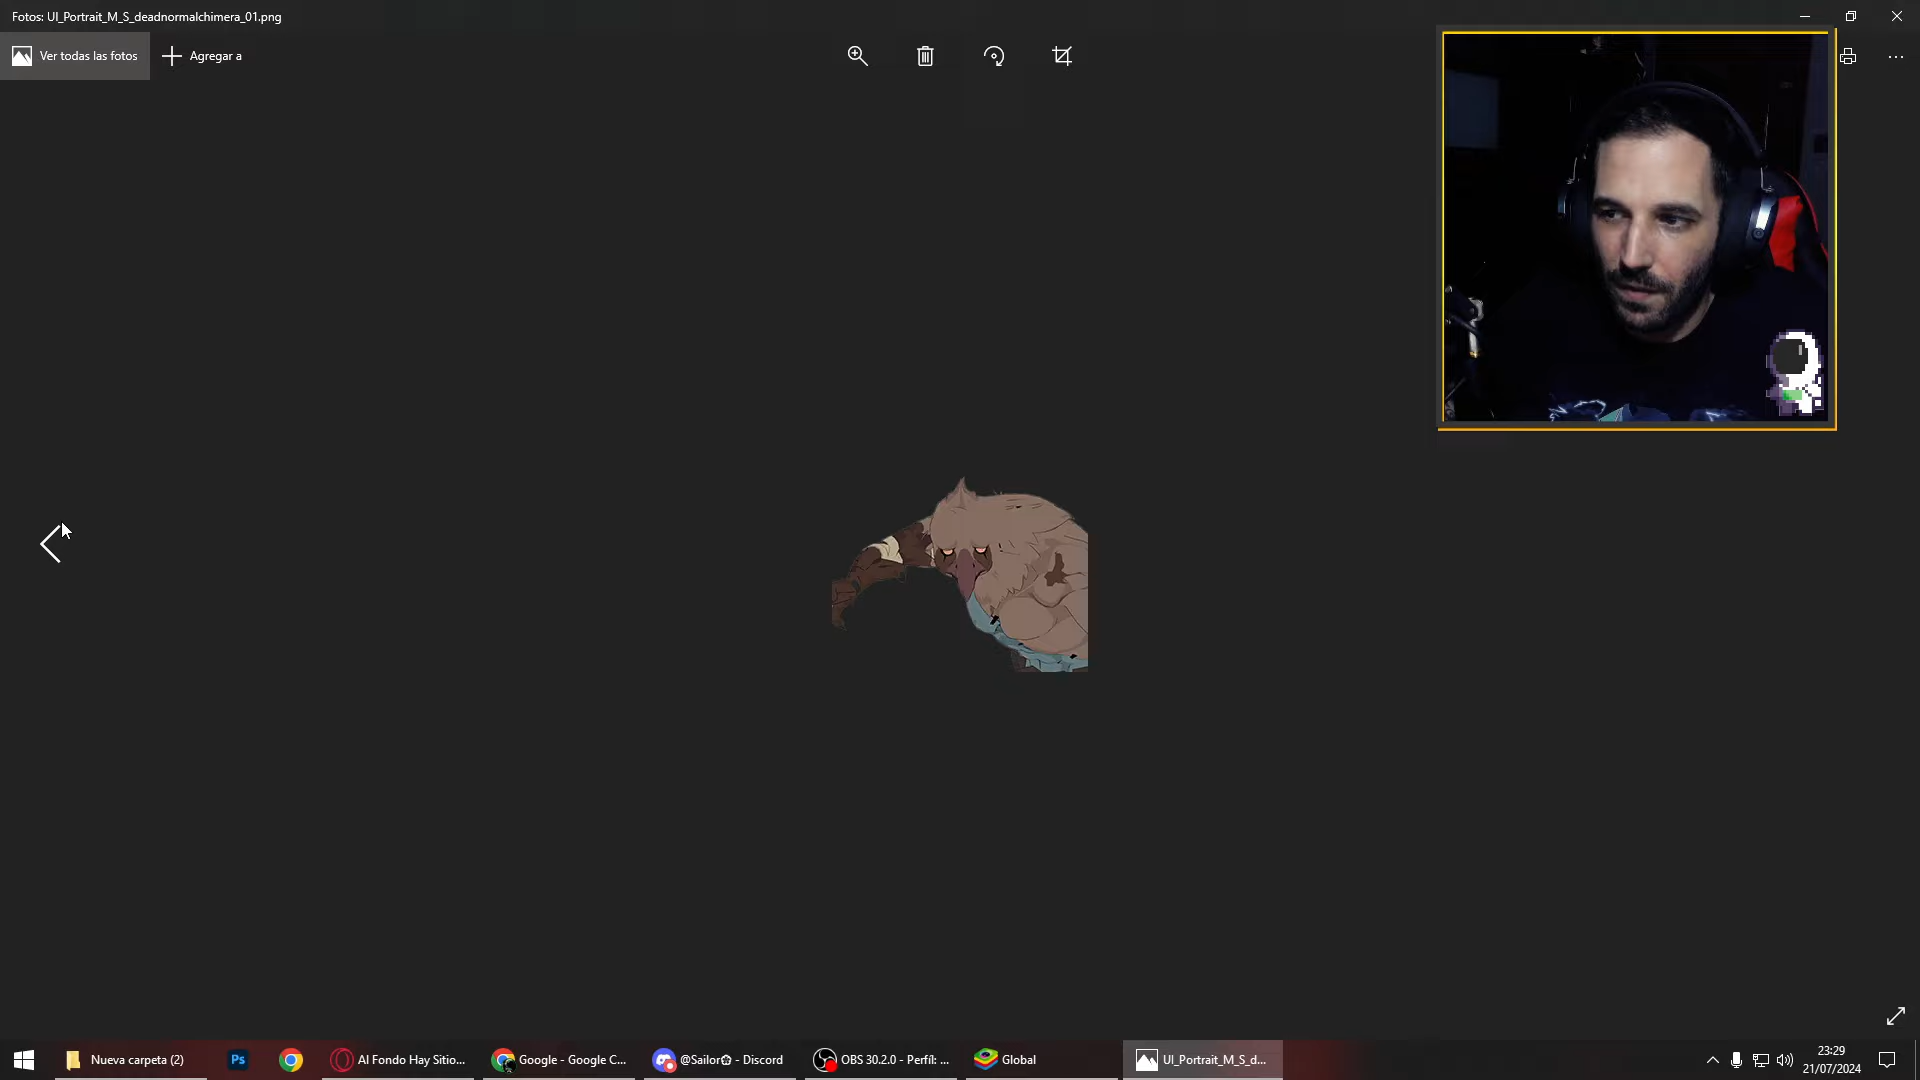 Fotos: UI_Portrait_M_S_deadnormalchimera_01.png
Ver todas las fotos
Agregar a
Nueva carpeta (2)
Ps
Al Fondo Hay Sitio...
Google - Google C...
@Sailor✿ - Discord
OBS 30.2.0 - Perfil: ...
Global
UI_Portrait_M_S_d...
23:29
21/07/2024